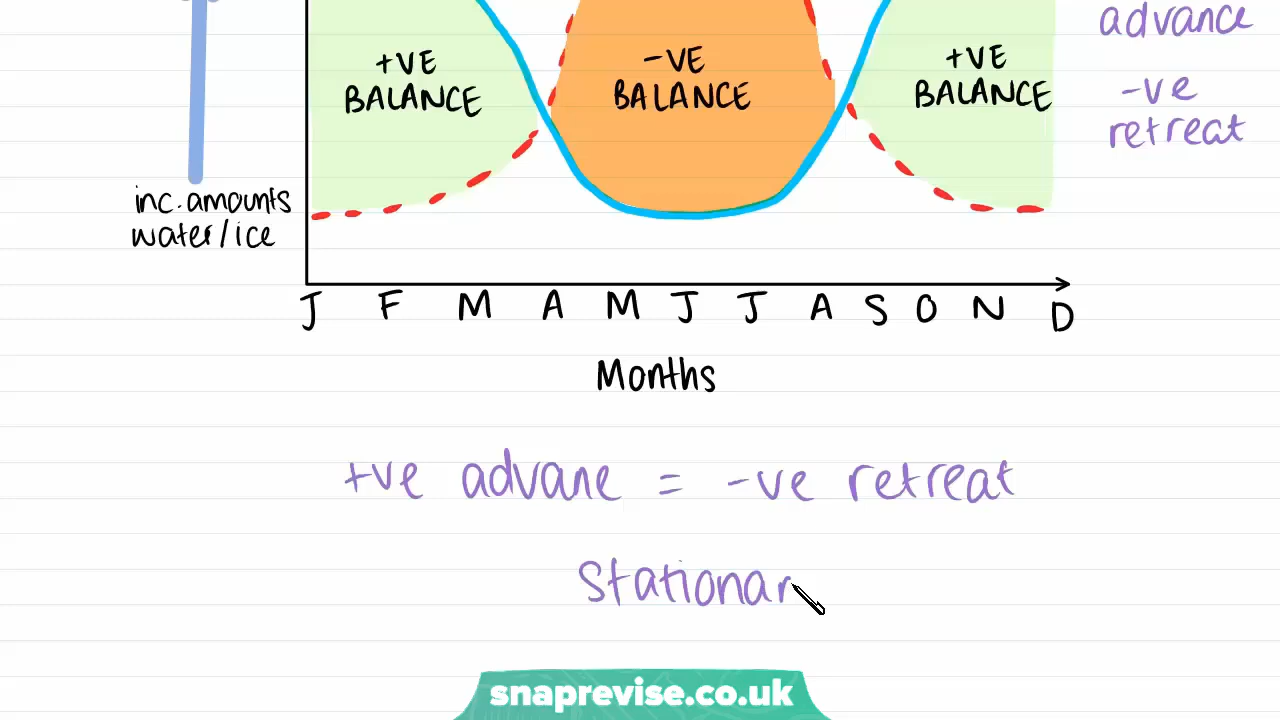 advance
+VE
BALANCE
-VE
BALANCE
+VE
BALANCE
-ve
retreat
inc. amounts
water/ice
J F M A M J J A S O N D
Months
+ve advane = -ve retreat
Stationar
snaprevise.co.uk